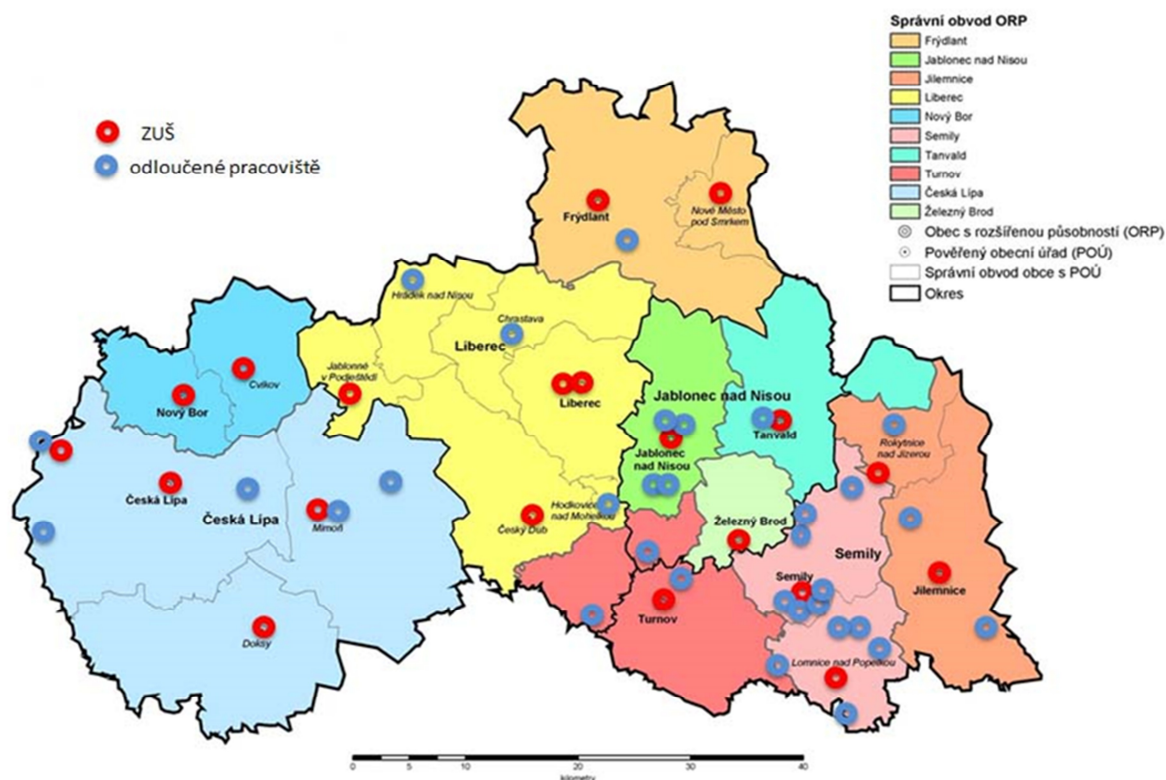 Správní obvod ORP
Frýdlant
Jablonec nad Nisou
Jilemnice
Liberec
Nový Bor
Semily
Tanvald
Turnov
Česká Lípa
Železný Brod
Obec s rozšířenou působností (ORP)
Pověřený obecní úřad (POÚ)
Správní obvod obce s POÚ
Okres
ZUŠ
odloučené pracoviště
Frýdlant
Nové Město
pod Smrkem
Hrádek nad Nisou
Chrastava
Liberec
Jablonné
v Podještědí
Cvikov
Nový Bor
Liberec
Jablonec nad Nisou
Tanvald
Jablonec
nad Nisou
Rokytnice
nad Jizerou
Česká Lípa
Česká Lípa
Mimoň
Hodkovice
nad Mohelkou
Český Dub
Železný Brod
Semily
Semily
Jilemnice
Turnov
Doksy
Lomnice nad Popelkou
0 5 10 20 30 40
kilometry